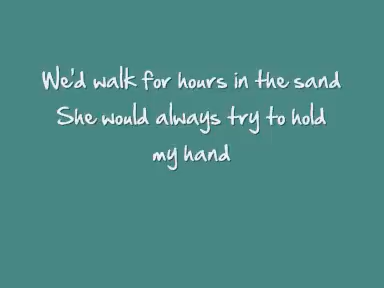 We'd walk for hours in the sand
She would always try to hold
my hand